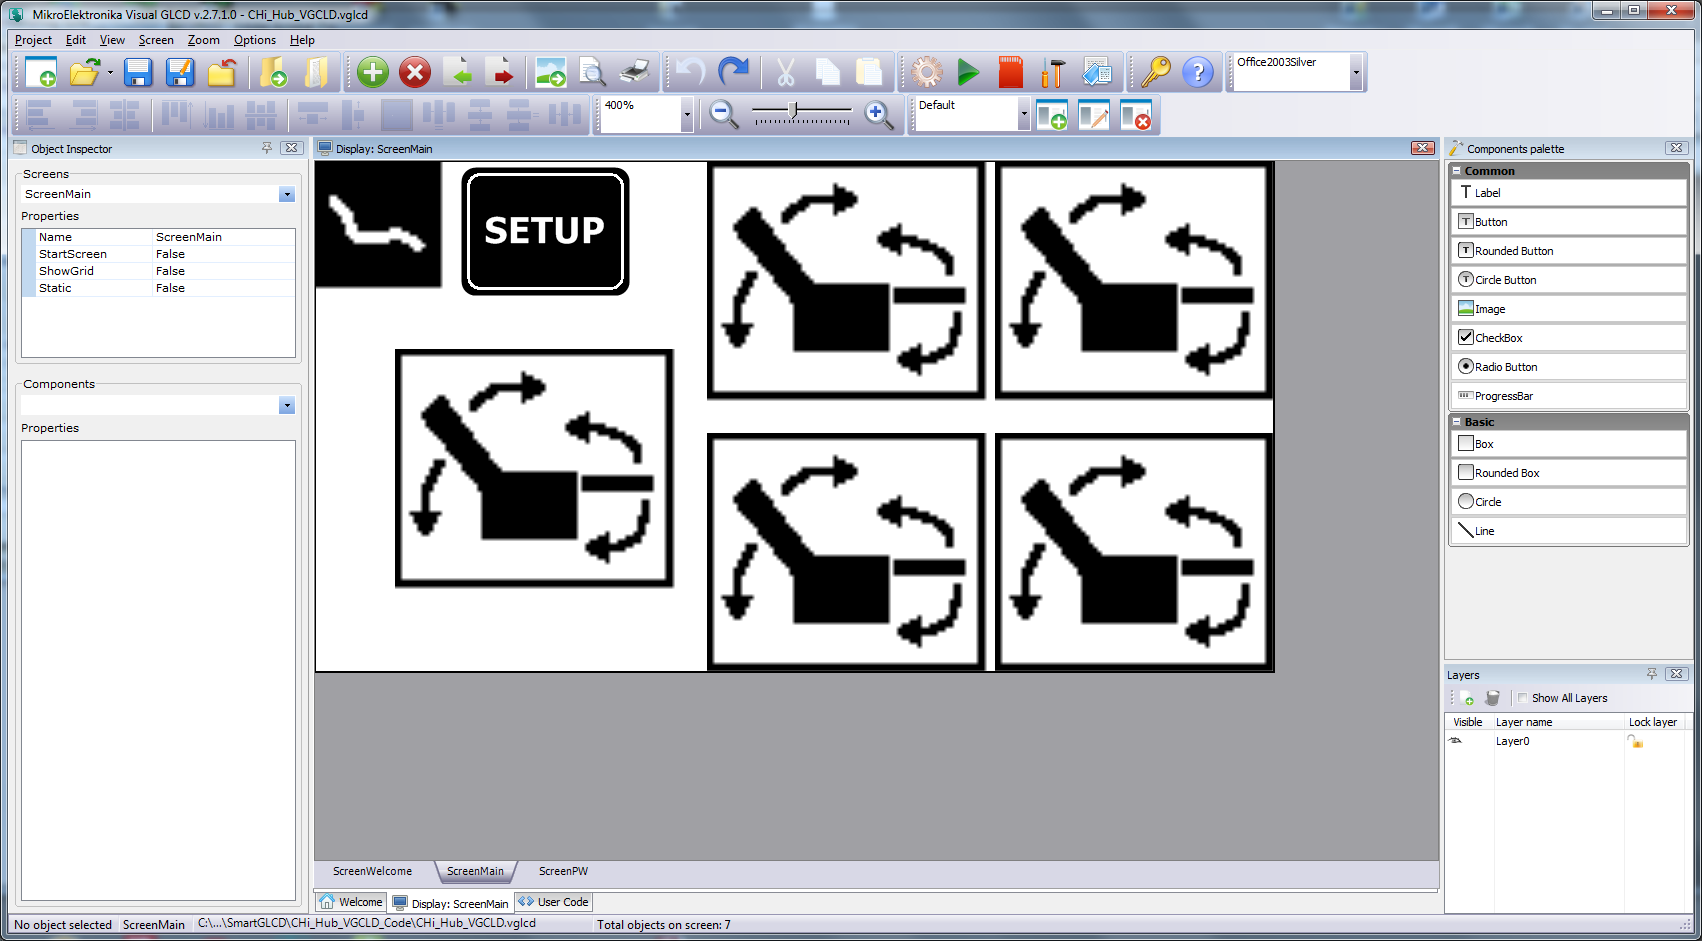 MikroElektronika Visual GLCD v.2.7.1.0 - CHi_Hub_VGCLD.vglcd
Project Edit View Screen Zoom Options Help
Office2003Silver
400%
Default
Object Inspector
Screens
ScreenMain
Properties
Name ScreenMain
StartScreen False
ShowGrid False
Static False
Components
Properties
Display: ScreenMain
SETUP
ScreenWelcome ScreenMain ScreenPW
Welcome Display: ScreenMain User Code
Components palette
Common
T Label
T Button
T Rounded Button
T Circle Button
Image
CheckBox
Radio Button
ProgressBar
Basic
Box
Rounded Box
Circle
Line
Layers
Show All Layers
Visible Layer name Lock layer
Layer0
No object selected ScreenMain C:\...\SmartGLCD\CHi_Hub_VGCLD_Code\CHi_Hub_VGCLD.vglcd Total objects on screen: 7